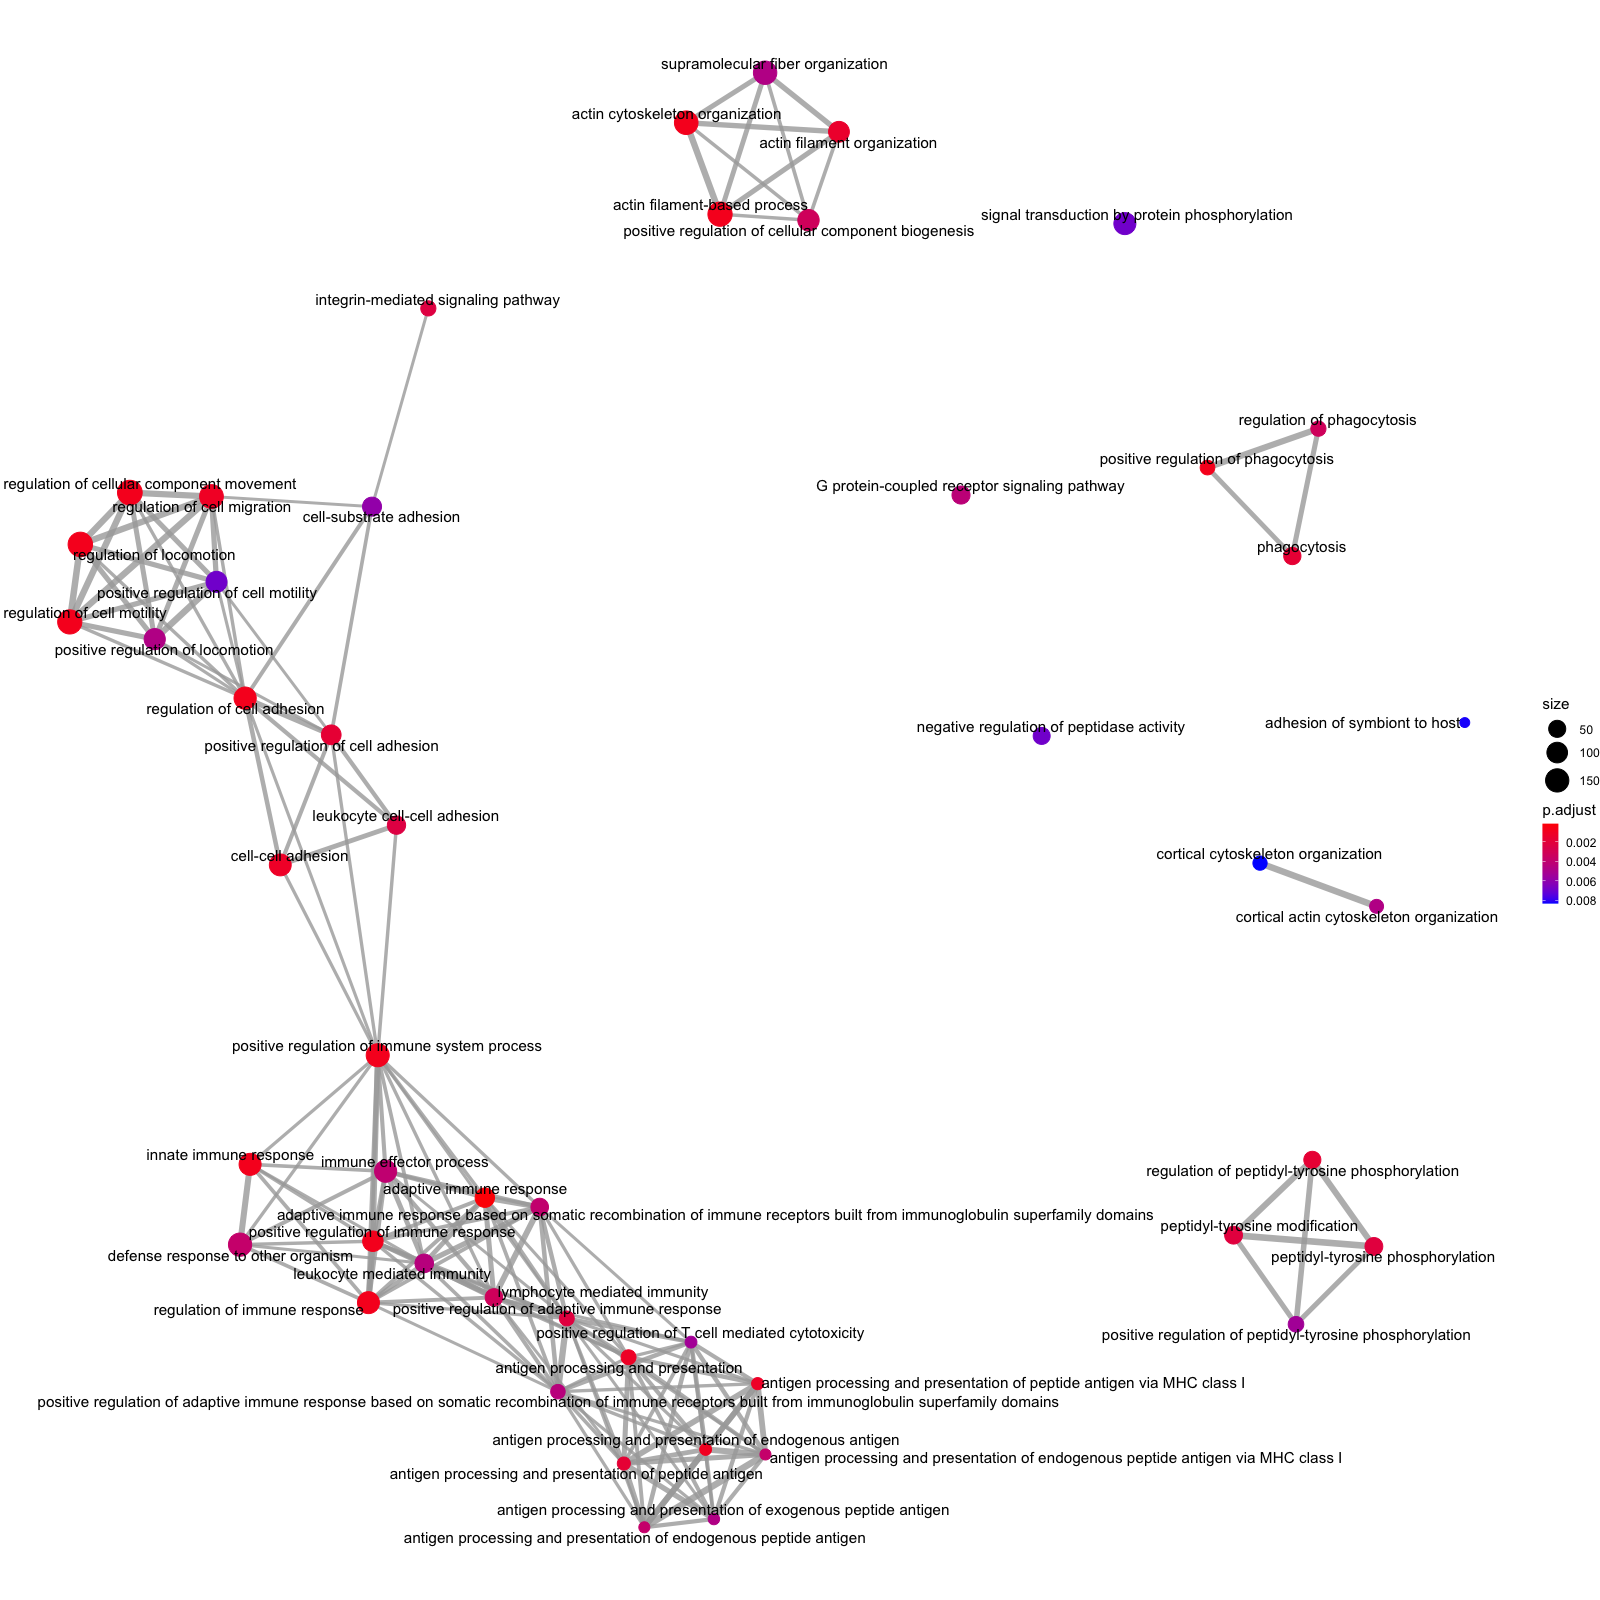 supramolecular fiber organization
actin cytoskeleton organization
actin filament organization
actin filament-based process
positive regulation of cellular component biogenesis
signal transduction by protein phosphorylation
integrin-mediated signaling pathway
regulation of phagocytosis
positive regulation of phagocytosis
G protein-coupled receptor signaling pathway
regulation of cellular component movement
regulation of cell migration
cell-substrate adhesion
phagocytosis
regulation of locomotion
positive regulation of cell motility
regulation of cell motility
positive regulation of locomotion
regulation of cell adhesion
positive regulation of cell adhesion
negative regulation of peptidase activity
adhesion of symbiont to host
size
50
100
150
p.adjust
0.002
0.004
0.006
0.008
leukocyte cell-cell adhesion
cell-cell adhesion
cortical cytoskeleton organization
cortical actin cytoskeleton organization
positive regulation of immune system process
innate immune response
immune effector process
adaptive immune response
adaptive immune response based on somatic recombination of immune receptors built from immunoglobulin superfamily domains
positive regulation of immune response
defense response to other organism
leukocyte mediated immunity
lymphocyte mediated immunity
regulation of immune response
positive regulation of adaptive immune response
positive regulation of T cell mediated cytotoxicity
regulation of peptidyl-tyrosine phosphorylation
peptidyl-tyrosine modification
peptidyl-tyrosine phosphorylation
positive regulation of peptidyl-tyrosine phosphorylation
antigen processing and presentation
antigen processing and presentation of peptide antigen via MHC class I
positive regulation of adaptive immune response based on somatic recombination of immune receptors built from immunoglobulin superfamily domains
antigen processing and presentation of endogenous antigen
antigen processing and presentation of endogenous peptide antigen via MHC class I
antigen processing and presentation of peptide antigen
antigen processing and presentation of exogenous peptide antigen
antigen processing and presentation of endogenous peptide antigen